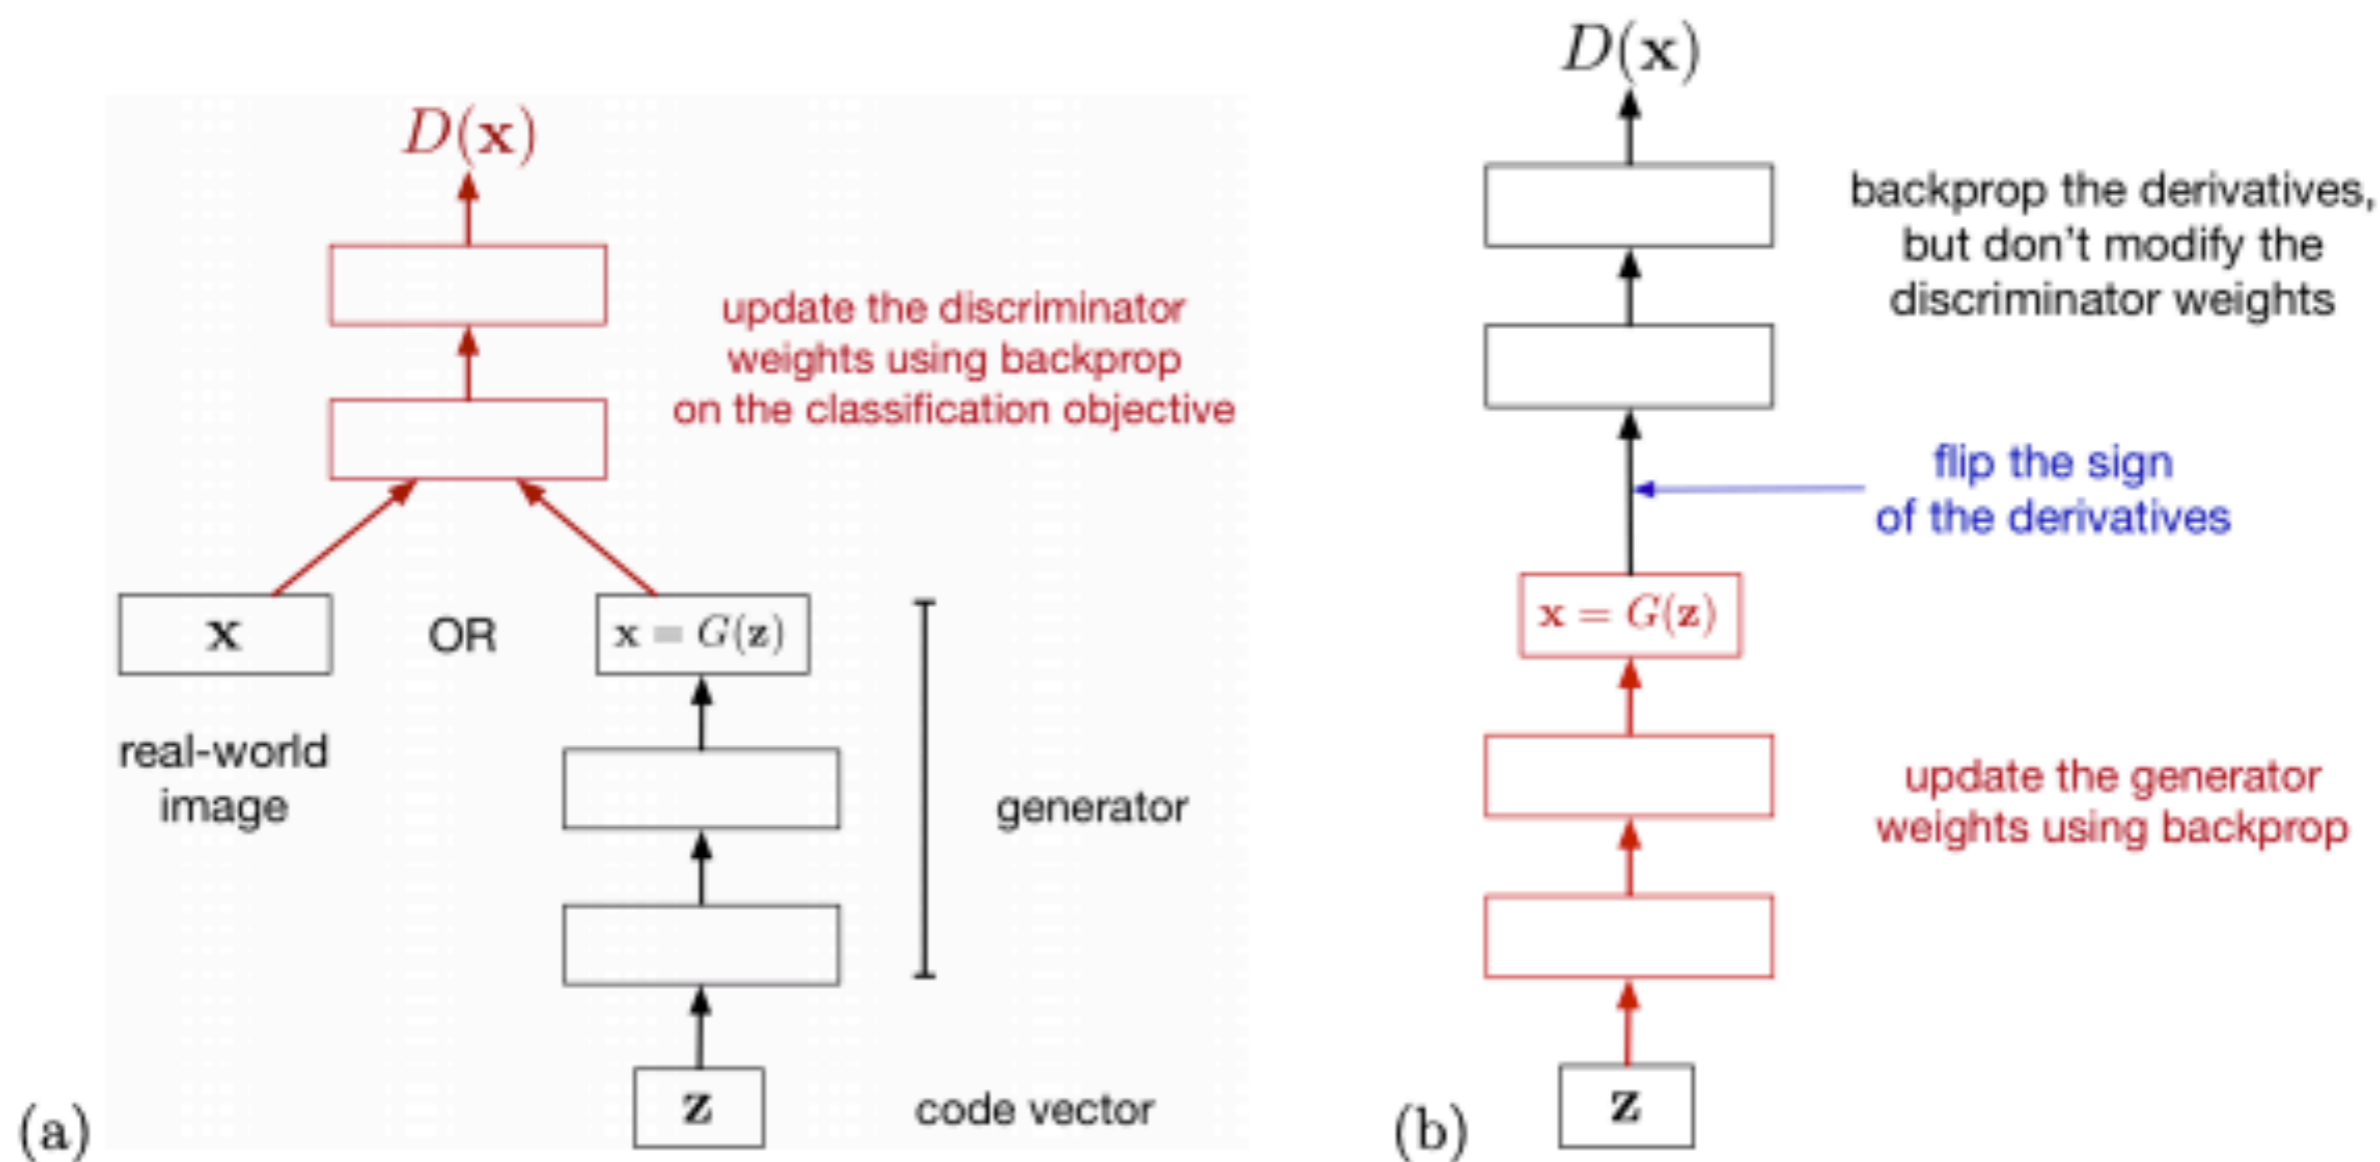 D(x)
update the discriminator
weights using backprop
on the classification objective
x
OR
x = G(z)
real-world
image
generator
z
code vector
(a)
D(x)
backprop the derivatives,
but don't modify the
discriminator weights
flip the sign
of the derivatives
x = G(z)
update the generator
weights using backprop
z
(b)